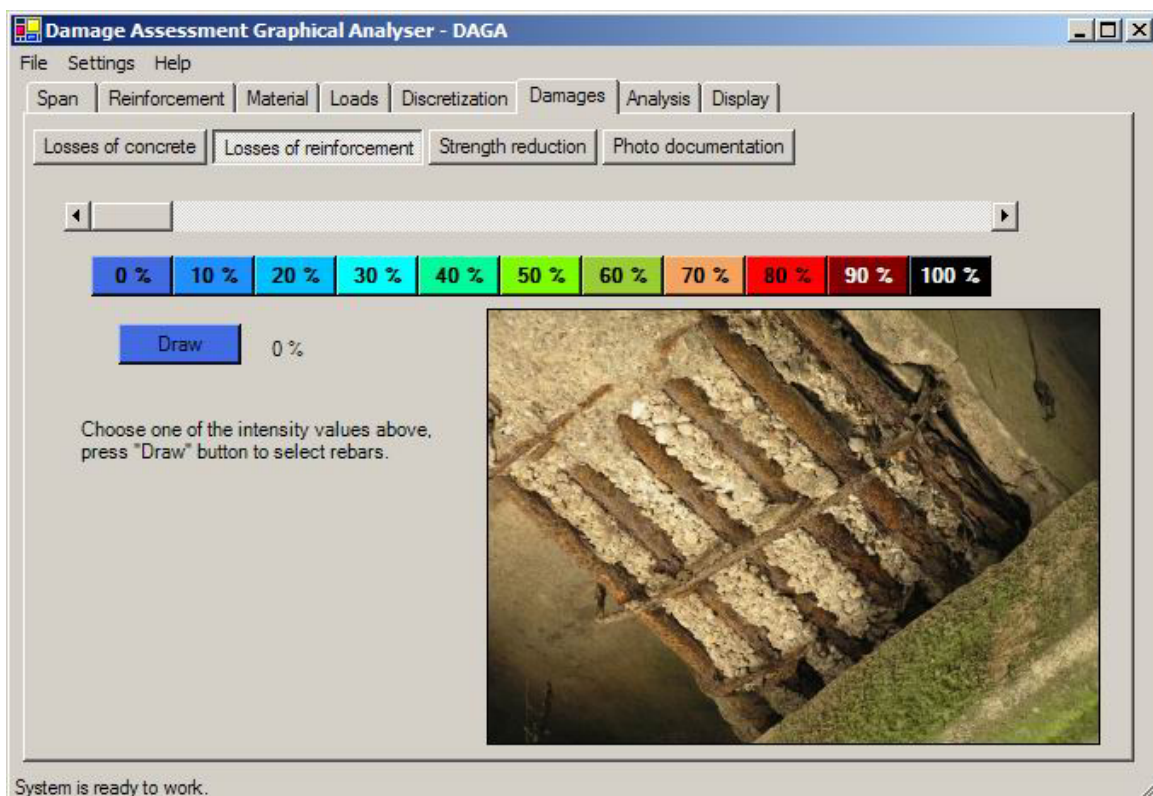 Damage Assessment Graphical Analyser - DAGA
File Settings Help
Span Reinforcement Material Loads Discretization Damages Analysis Display
Losses of concrete Losses of reinforcement Strength reduction Photo documentation
0 % 10 % 20 % 30 % 40 % 50 % 60 % 70 % 80 % 90 % 100 %
Draw 0 %
Choose one of the intensity values above,
press "Draw" button to select rebars.
System is ready to work.